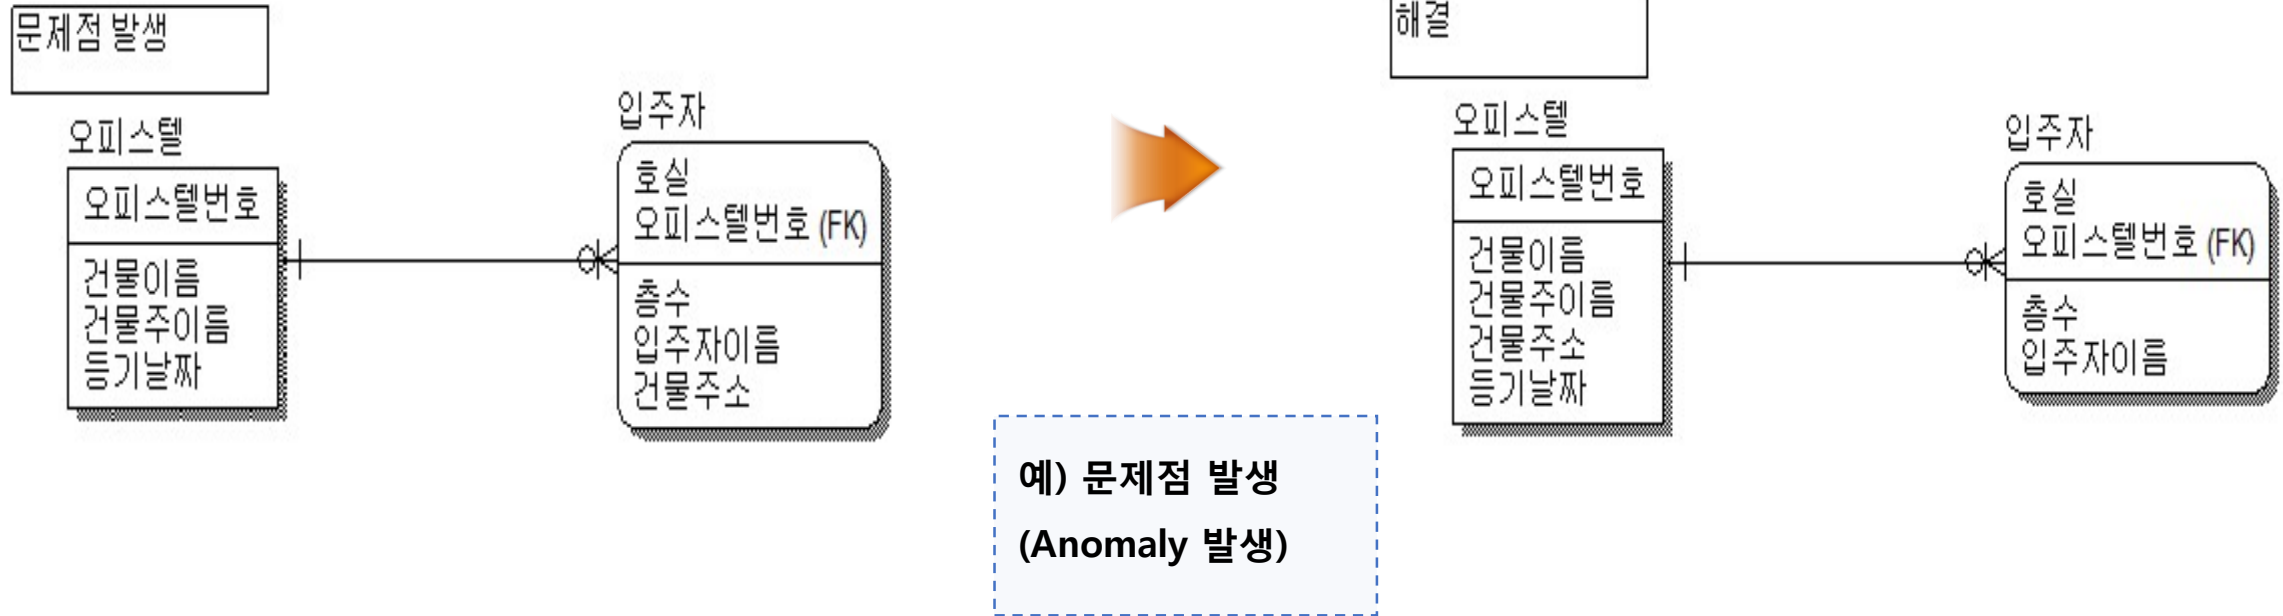 문제점 발생
오피스텔
오피스텔번호
건물이름
건물주이름
등기날짜
입주자
호실
오피스텔번호 (FK)
층수
입주자이름
건물주소
해결
오피스텔
오피스텔번호
건물이름
건물주이름
건물주소
등기날짜
입주자
호실
오피스텔번호 (FK)
층수
입주자이름
예) 문제점 발생
(Anomaly 발생)